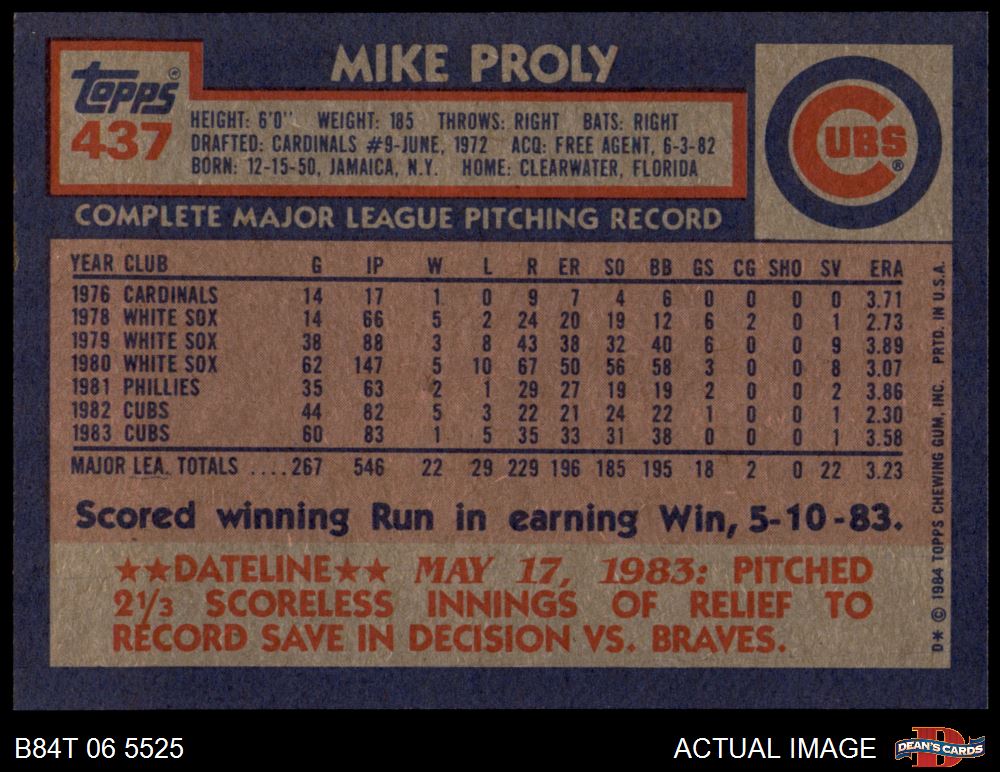 MIKE PROLY
Topps®
437
HEIGHT: 6'0" WEIGHT: 185 THROWS: RIGHT BATS: RIGHT
DRAFTED: CARDINALS #9-JUNE, 1972 ACQ: FREE AGENT, 6-3-82
BORN: 12-15-50, JAMAICA, N.Y. HOME: CLEARWATER, FLORIDA
CUBS®
COMPLETE MAJOR LEAGUE PITCHING RECORD
YEAR CLUB G IP W L R ER SO BB GS CG SHO SV ERA
1976 CARDINALS 14 17 1 0 9 7 4 6 0 0 0 0 3.71
1978 WHITE SOX 14 66 5 2 24 20 19 12 6 2 0 1 2.73
1979 WHITE SOX 38 88 3 8 43 38 32 40 6 0 0 9 3.89
1980 WHITE SOX 62 147 5 10 67 50 56 58 3 0 0 8 3.07
1981 PHILLIES 35 63 2 1 29 27 19 19 2 0 0 2 3.86
1982 CUBS 44 82 5 3 22 21 24 22 1 0 0 1 2.30
1983 CUBS 60 83 1 5 35 33 31 38 0 0 0 1 3.58
MAJOR LEA. TOTALS .... 267 546 22 29 229 196 185 195 18 2 0 22 3.23
Scored winning Run in earning Win, 5-10-83.
★★DATELINE★★ MAY 17, 1983: PITCHED
2 1/3 SCORELESS INNINGS OF RELIEF TO
RECORD SAVE IN DECISION VS. BRAVES.
D* © 1984 TOPPS CHEWING GUM, INC. PRTD. IN U.S.A.
B84T 06 5525
ACTUAL IMAGE
DEAN'S CARDS